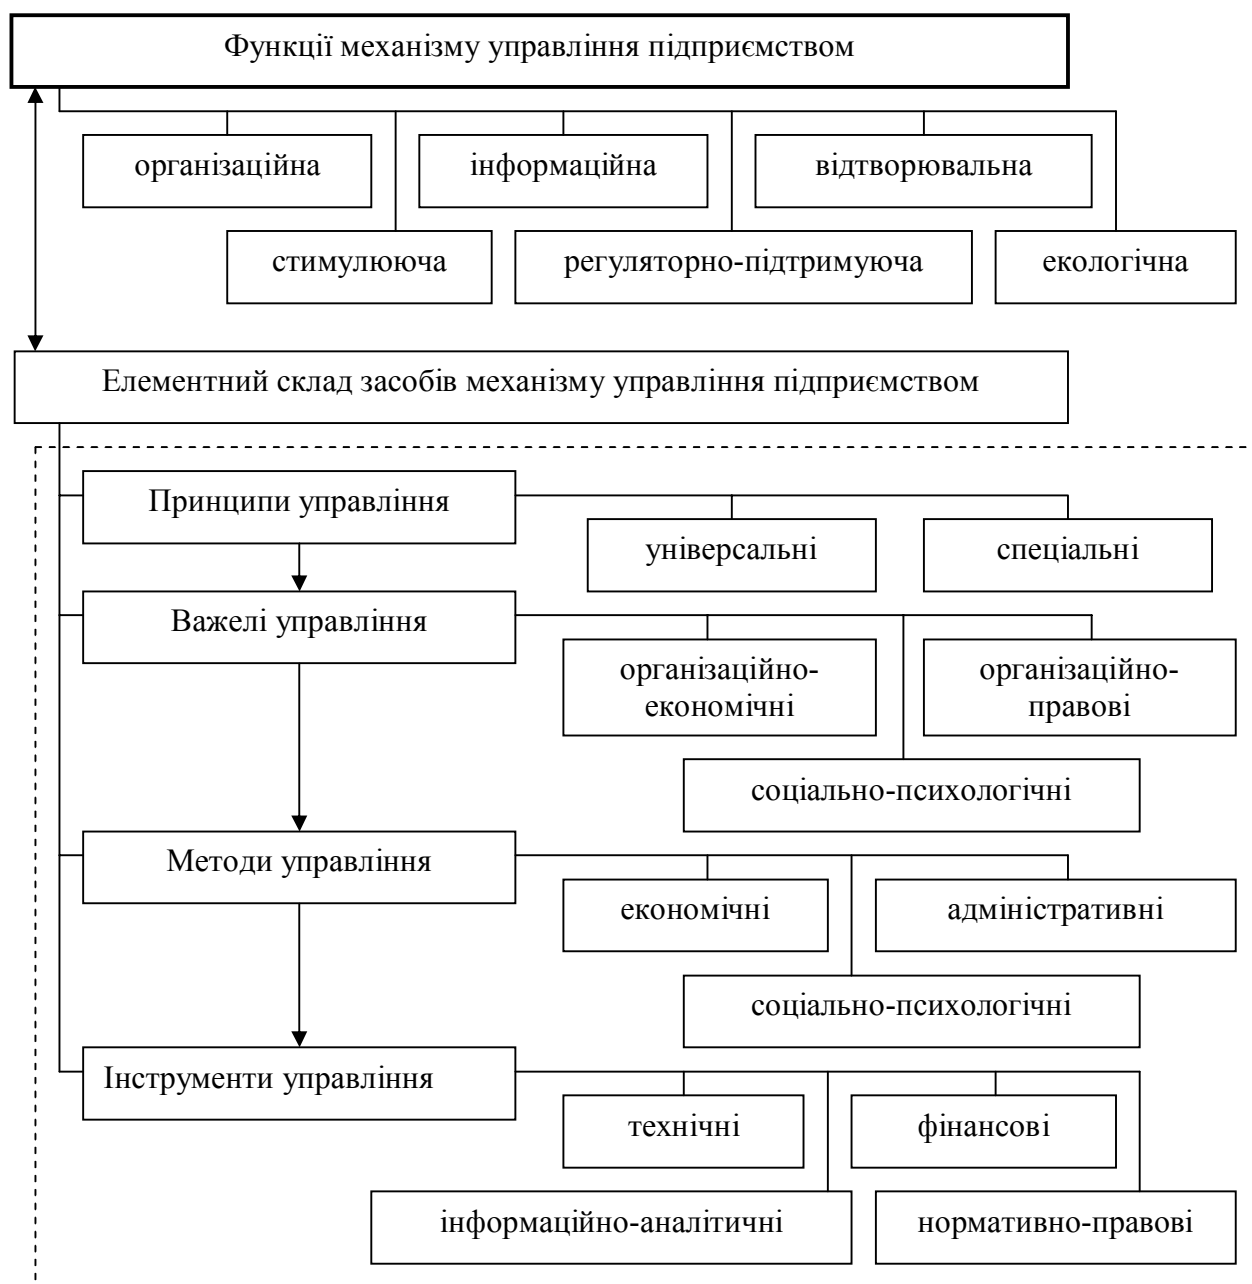 Функції механізму управління підприємством
організаційна
інформаційна
відтворювальна
стимулююча
регуляторно-підтримуюча
екологічна
Елементний склад засобів механізму управління підприємством
Принципи управління
універсальні
спеціальні
Важелі управління
організаційно-
економічні
організаційно-
правові
соціально-психологічні
Методи управління
економічні
адміністративні
соціально-психологічні
Інструменти управління
технічні
фінансові
інформаційно-аналітичні
нормативно-правові